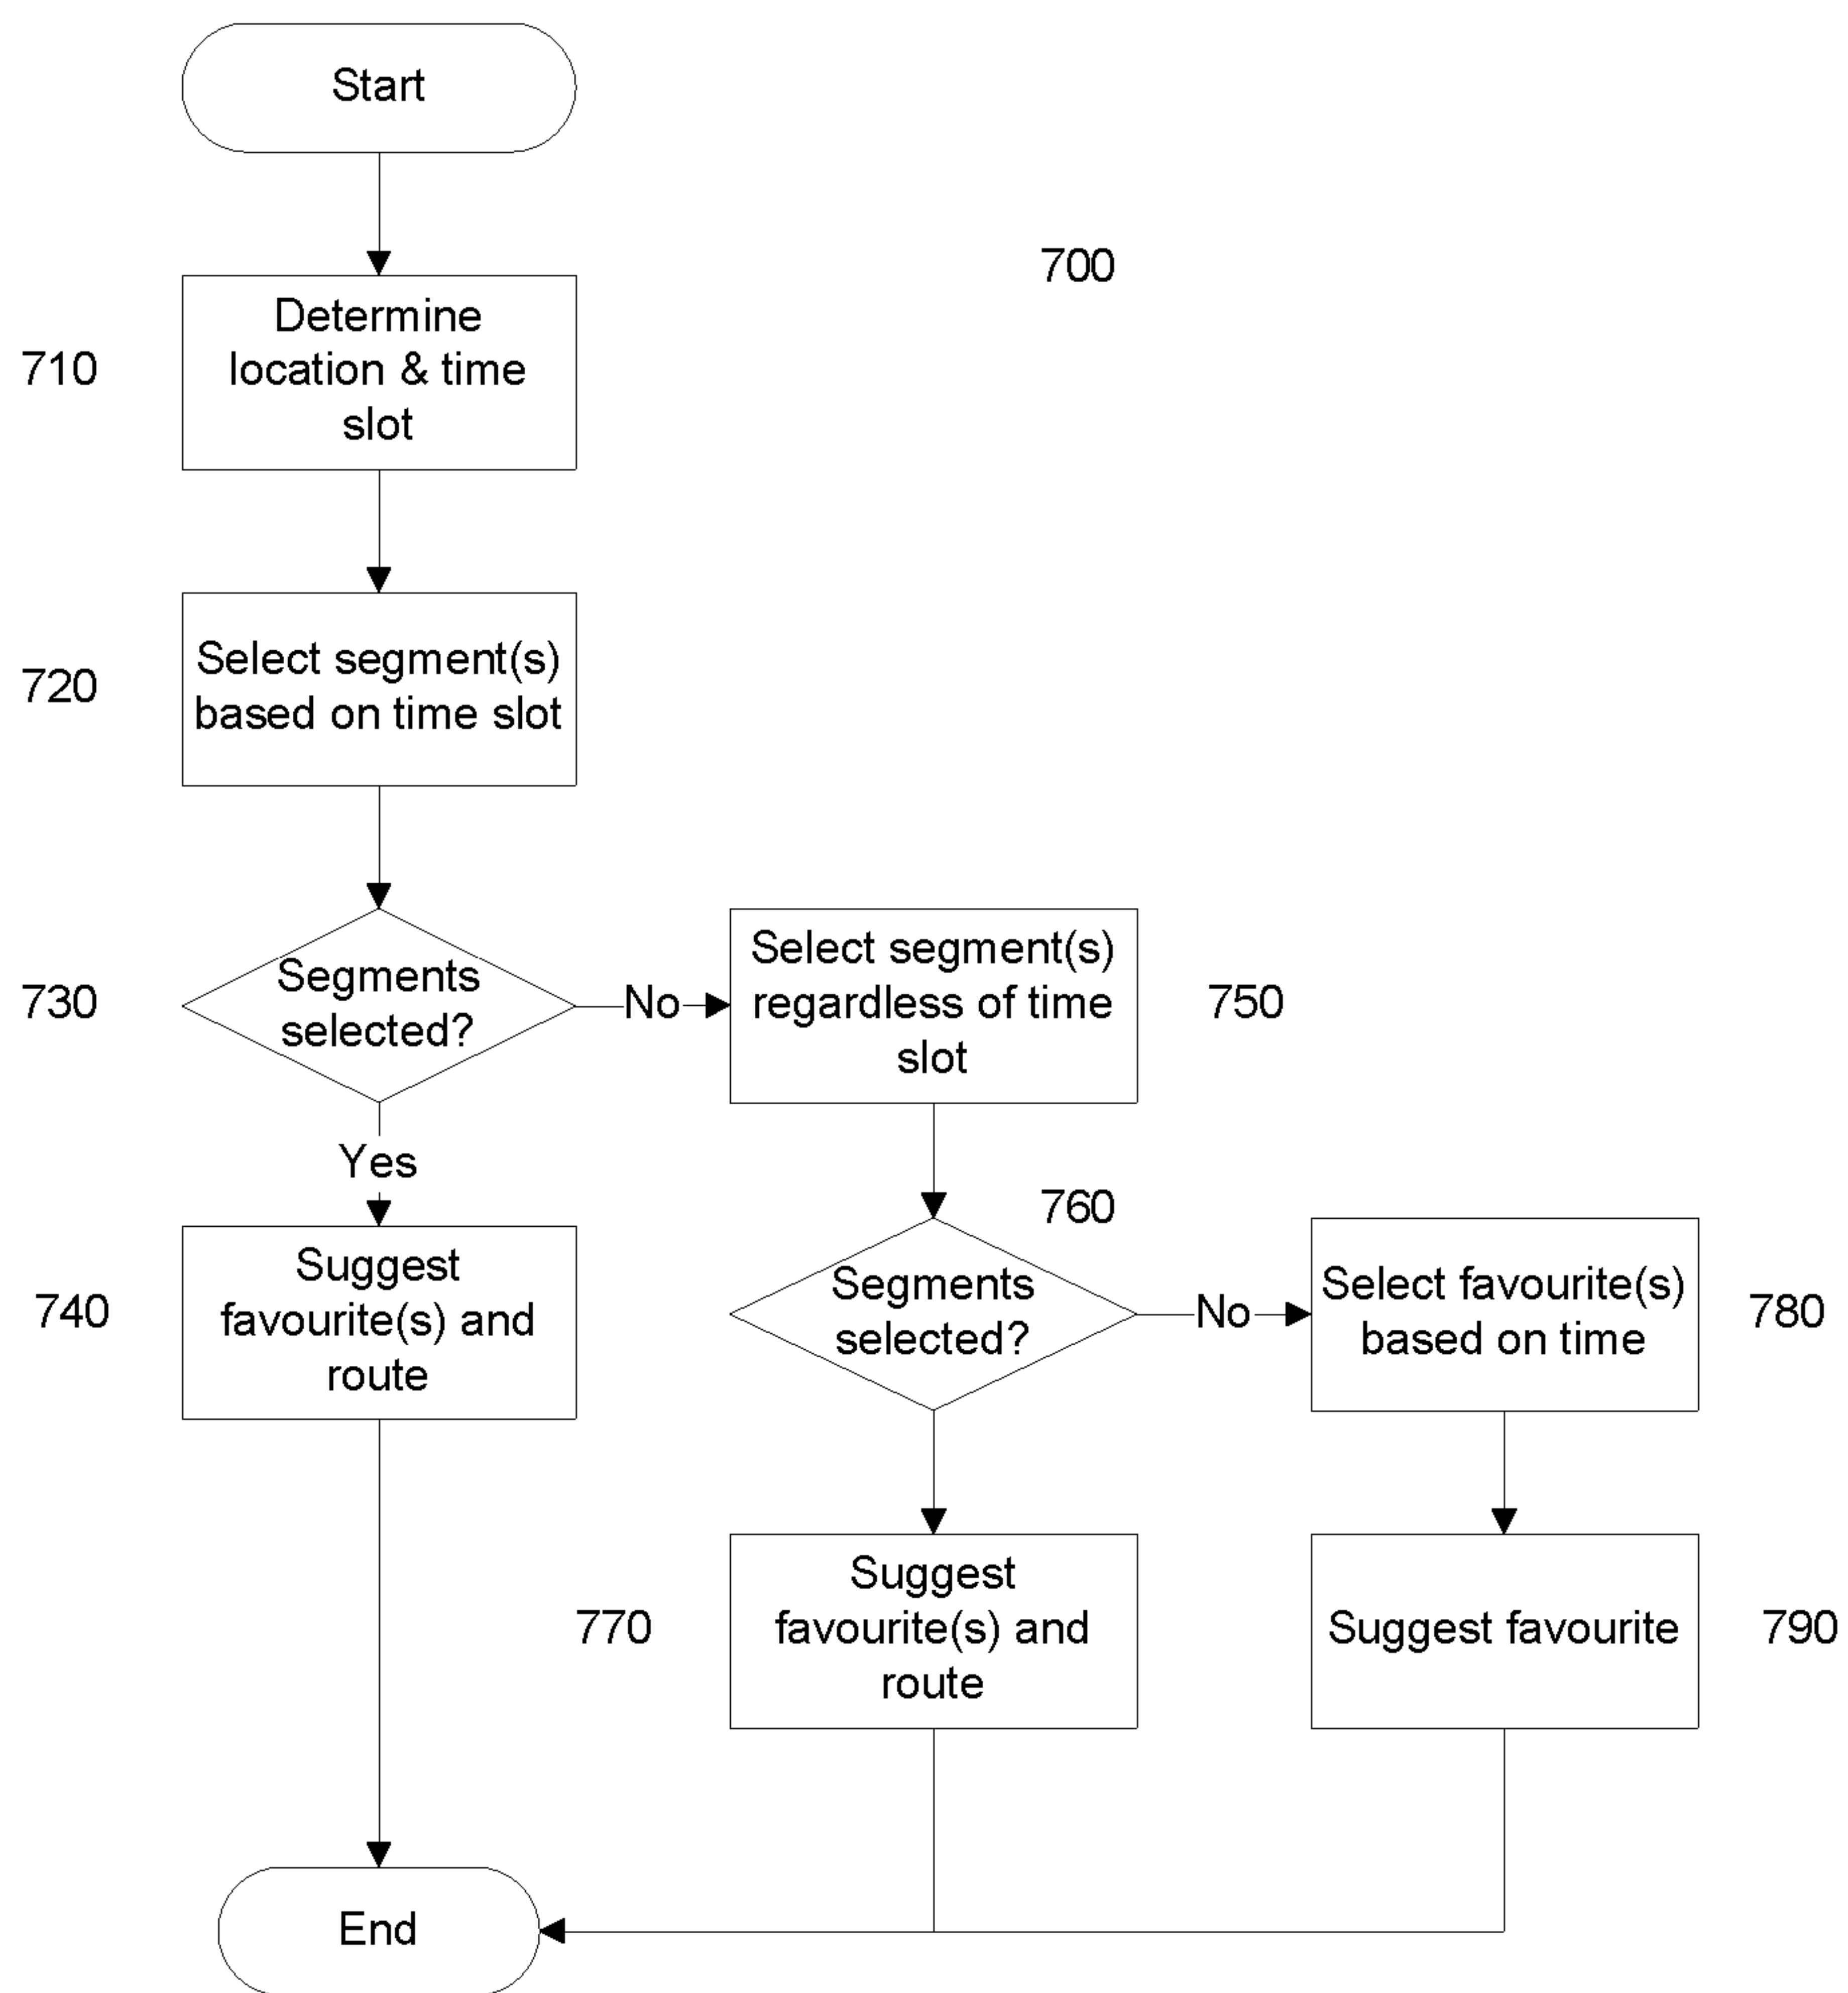 Start
700
710
Determine
location & time
slot
720
Select segment(s)
based on time slot
730
Segments
selected?
No
Select segment(s)
regardless of time
slot
750
Yes
740
Suggest
favourite(s) and
route
760
Segments
selected?
No
Select favourite(s)
based on time
780
770
Suggest
favourite(s) and
route
Suggest favourite
790
End